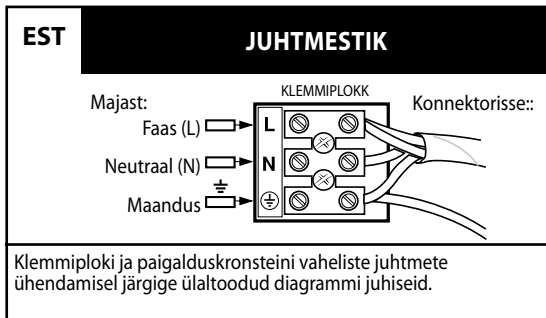 EST
JUHTMESTIK
KLEMMIPLOKK
Majast:
Konnektorisse::
Faas (L)
L
Neutraal (N)
N
Maandus
Klemmiploki ja paigalduskronsteini vaheliste juhtmete
ühendamisel järgige ülaltoodud diagrammi juhiseid.